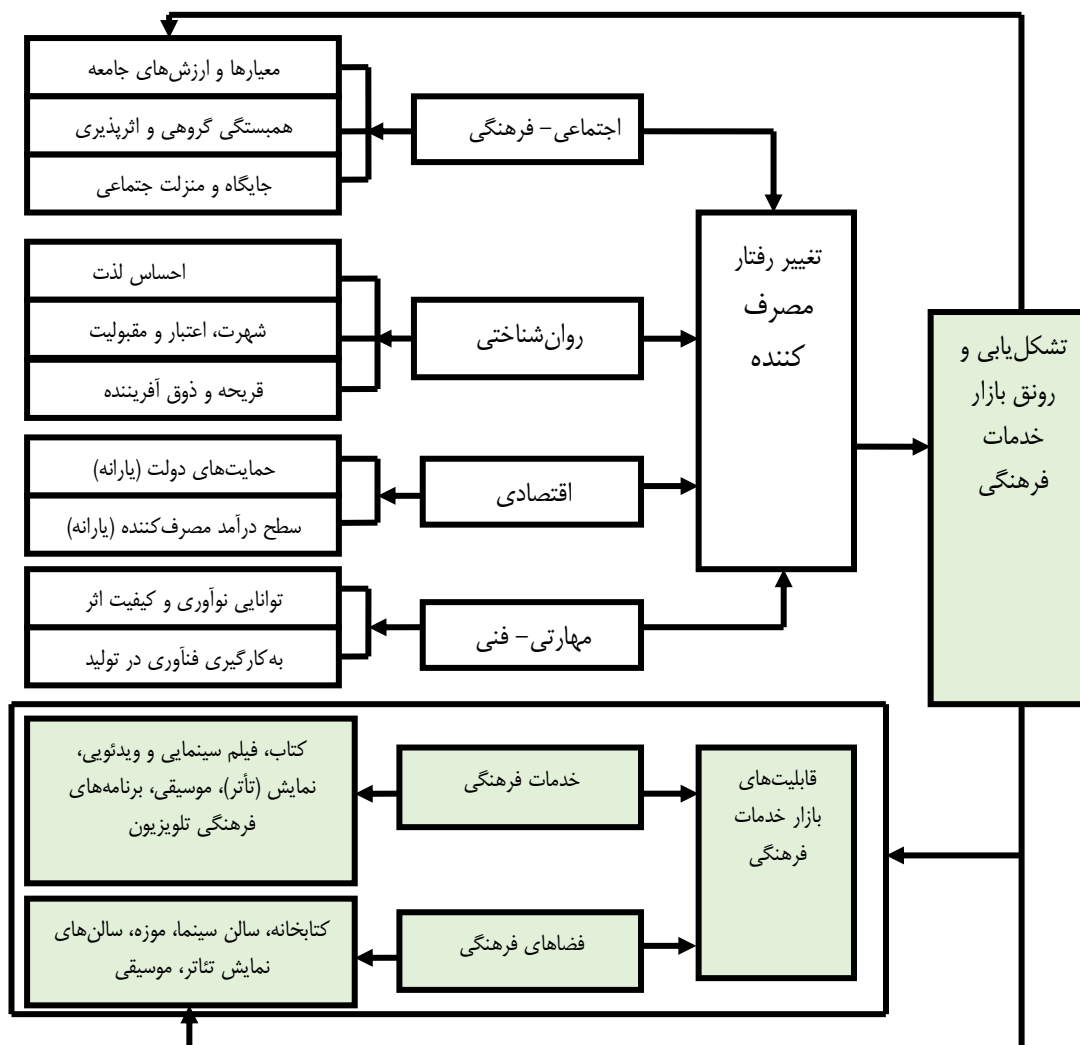 معیارها و ارزش‌های جامعه
همبستگی گروهی و اثرپذیری
جایگاه و منزلت جتماعی
اجتماعی- فرهنگی
احساس لذت
شهرت، اعتبار و مقبولیت
قریحه و ذوق آفریننده
روان‌شناختی
حمایت‌های دولت (یارانه)
سطح درآمد مصرف‌کننده (یارانه)
اقتصادی
توانایی نوآوری و کیفیت اثر
به‌کارگیری فنآوری در تولید
مهارتی- فنی
تغییر رفتار
مصرف
کننده
تشکل‌یابی و
رونق بازار
خدمات
فرهنگی
قابلیت‌های
بازار خدمات
فرهنگی
خدمات فرهنگی
کتاب، فیلم سینمایی و ویدئویی،
نمایش (تأتر)، موسیقی، برنامه‌های
فرهنگی تلویزیون
فضاهای فرهنگی
کتابخانه، سالن سینما، موزه، سالن‌های
نمایش تئاتر، موسیقی